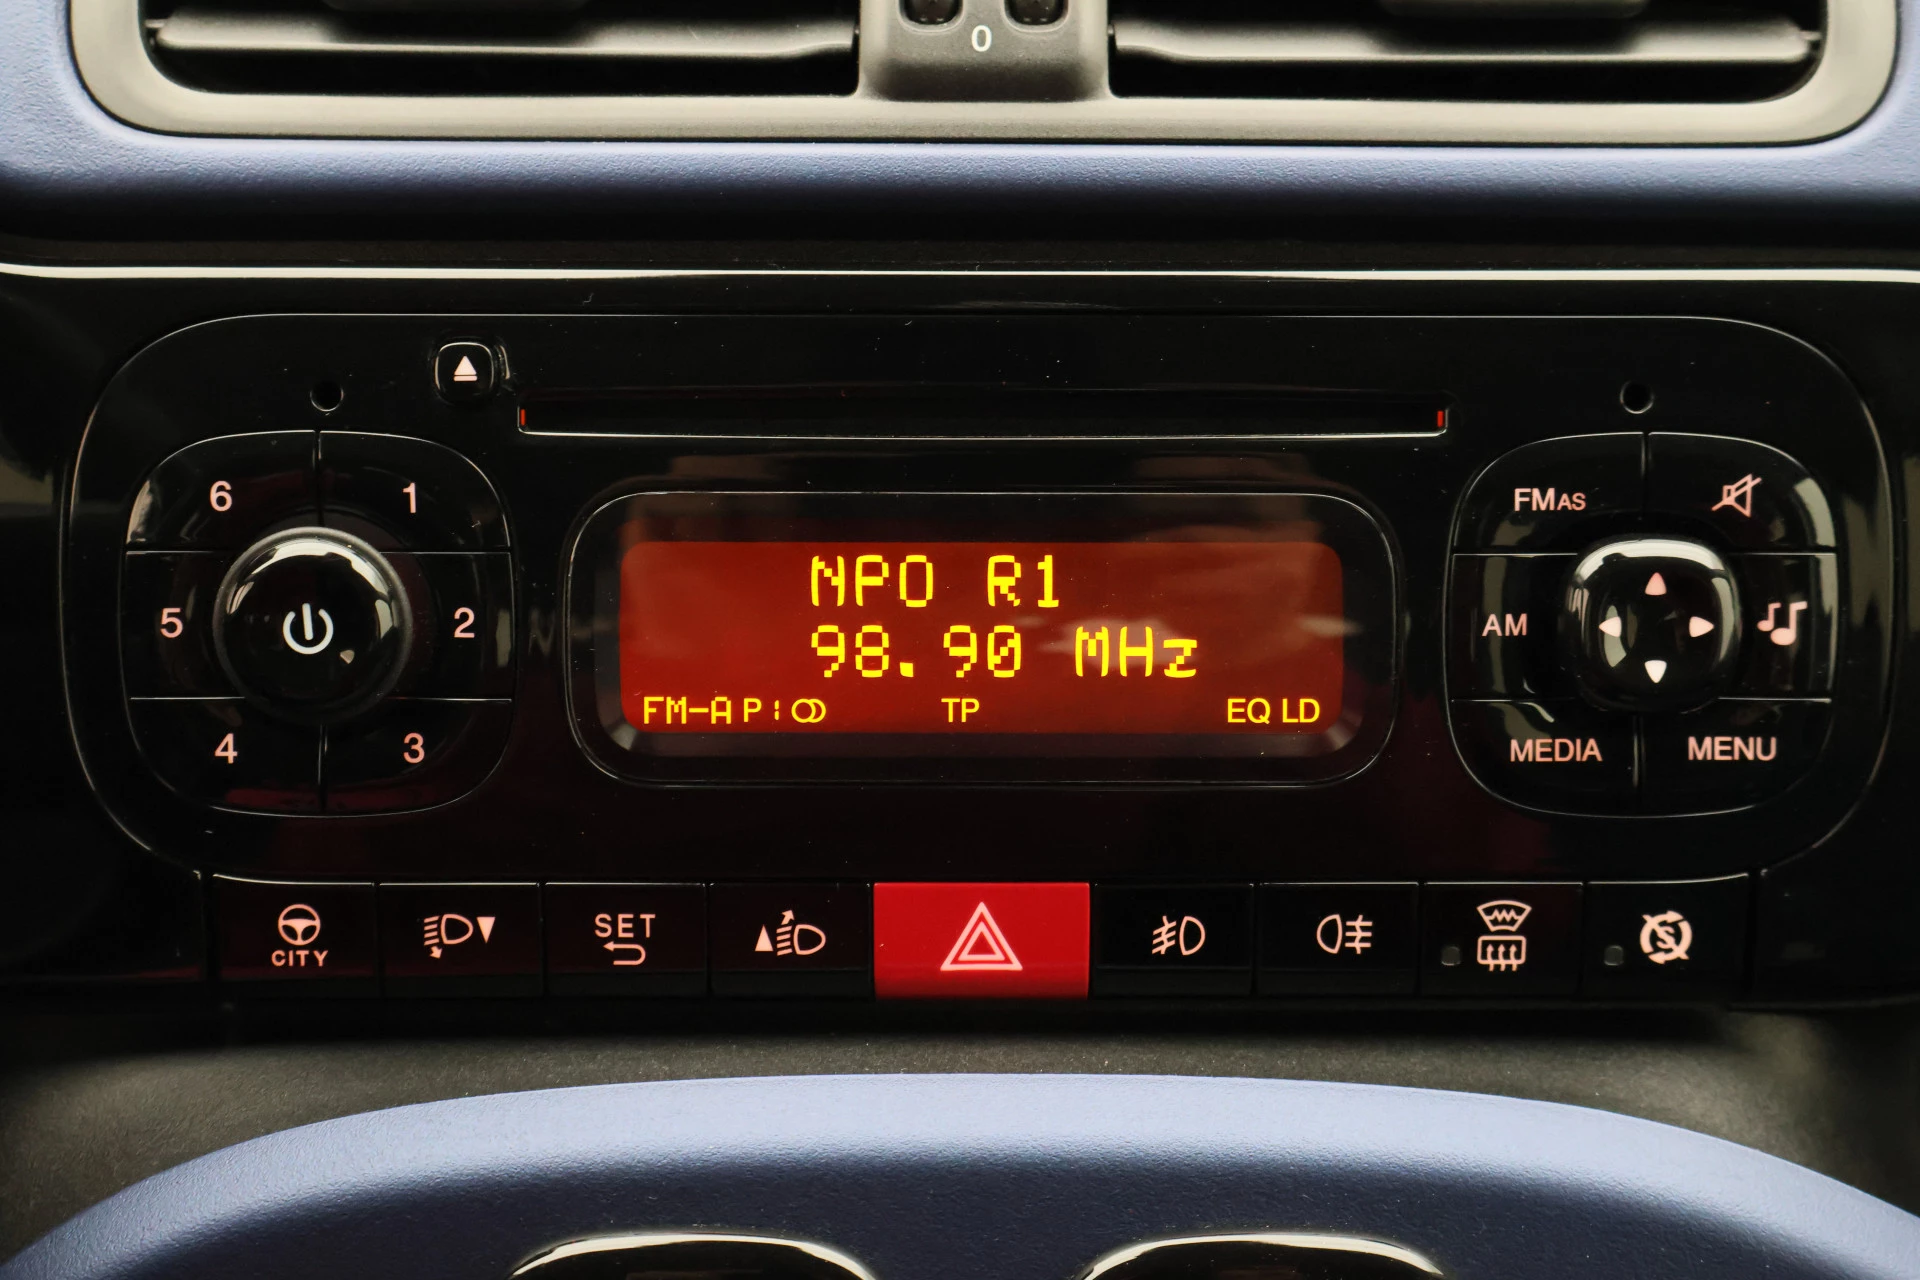 0
6 1
5 2
4 3
NPO R1
98.90 MHz
FM-A P1 TP EQ LD
FMAS
AM
MEDIA MENU
CITY
SET
S